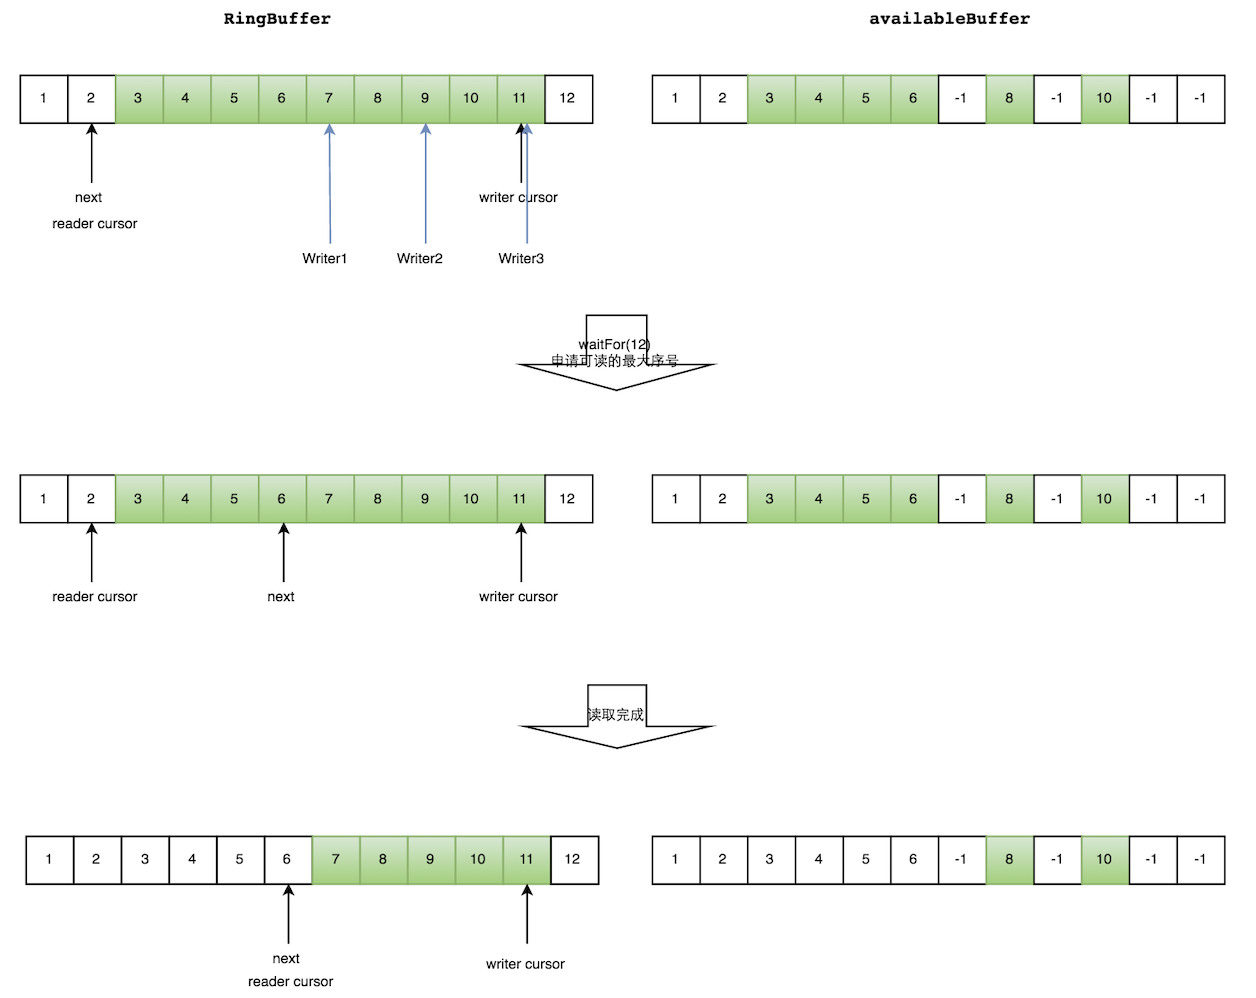 RingBuffer availableBuffer
1 2 3 4 5 6 7 8 9 10 11 12 1 2 3 4 5 6 -1 8 -1 10 -1 -1
next writer cursor
reader cursor
Writer1 Writer2 Writer3
waitFor(12)
申请可读的最大序号
1 2 3 4 5 6 7 8 9 10 11 12 1 2 3 4 5 6 -1 8 -1 10 -1 -1
reader cursor next writer cursor
读取完成
1 2 3 4 5 6 7 8 9 10 11 12 1 2 3 4 5 6 -1 8 -1 10 -1 -1
next writer cursor
reader cursor